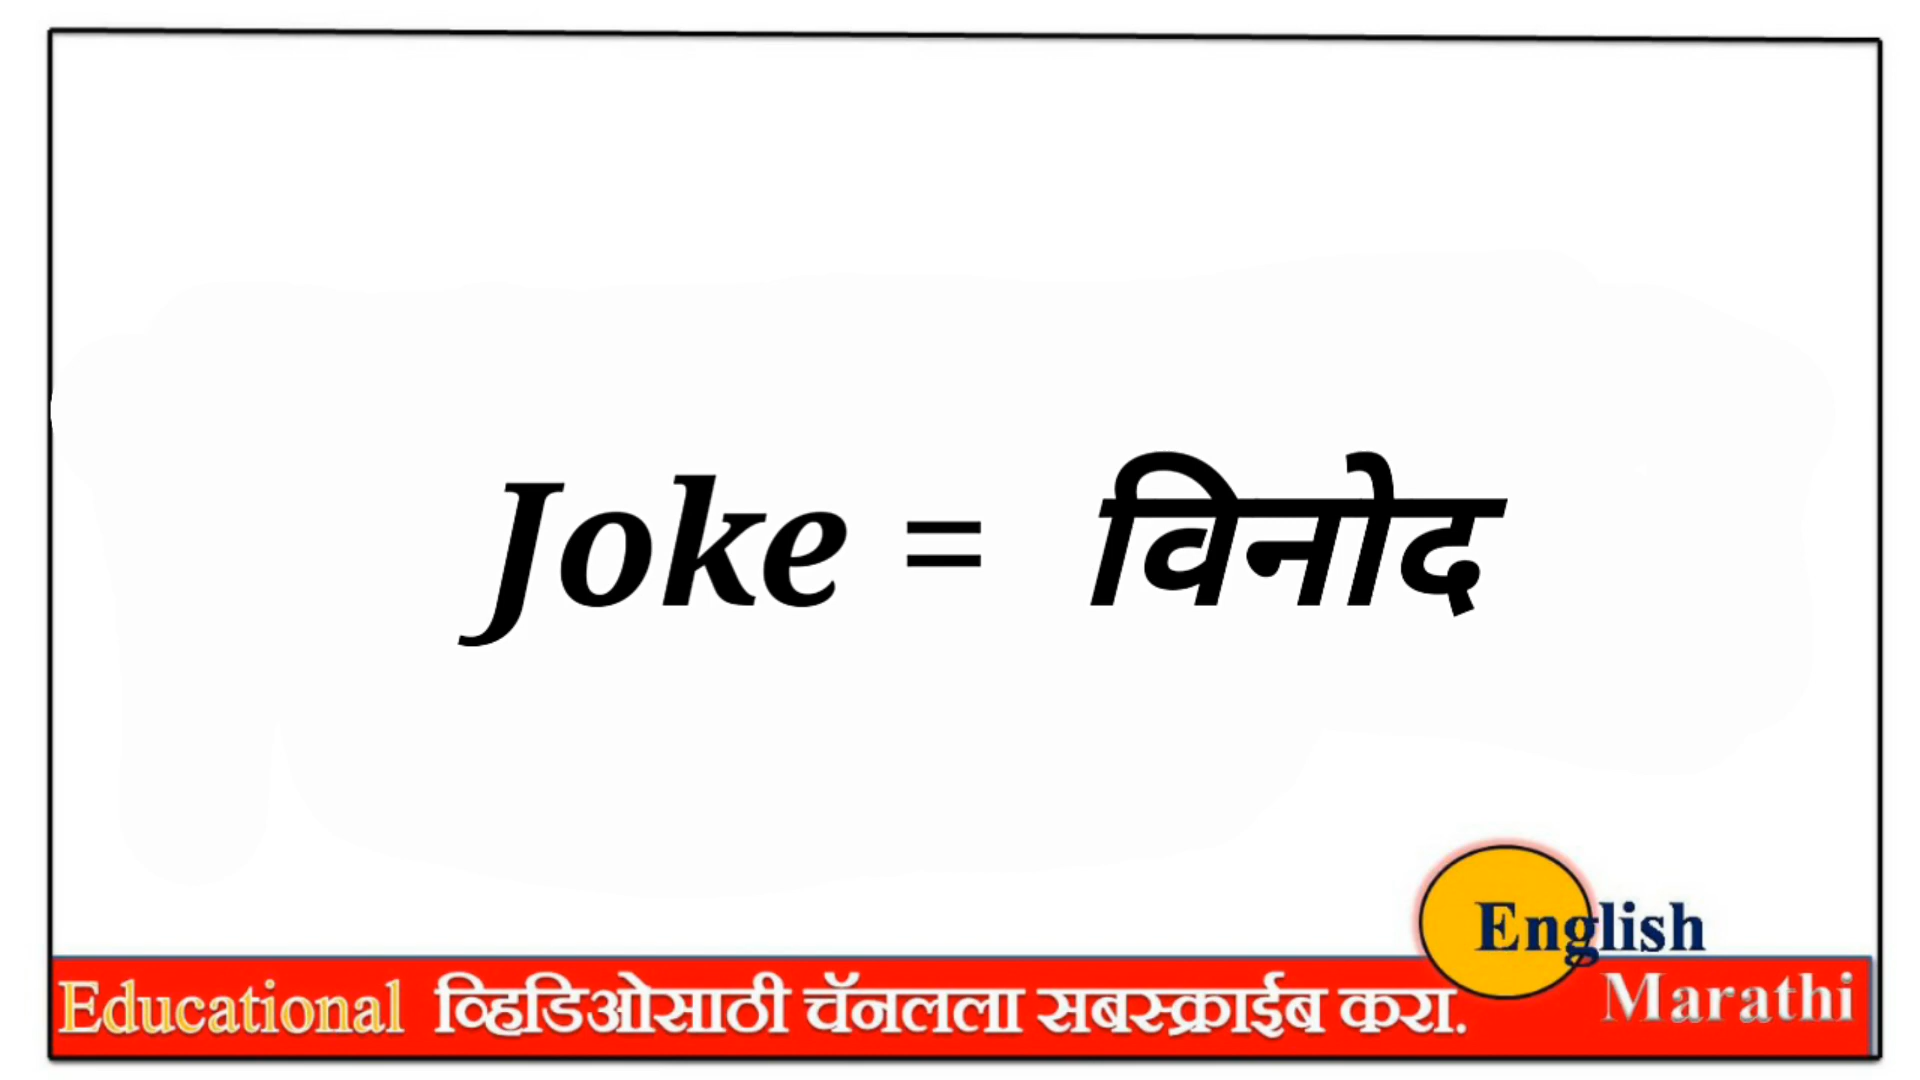 Joke = विनोद
English
Educational व्हिडिओसाठी चॅनलला सबस्क्राईब करा.
Marathi